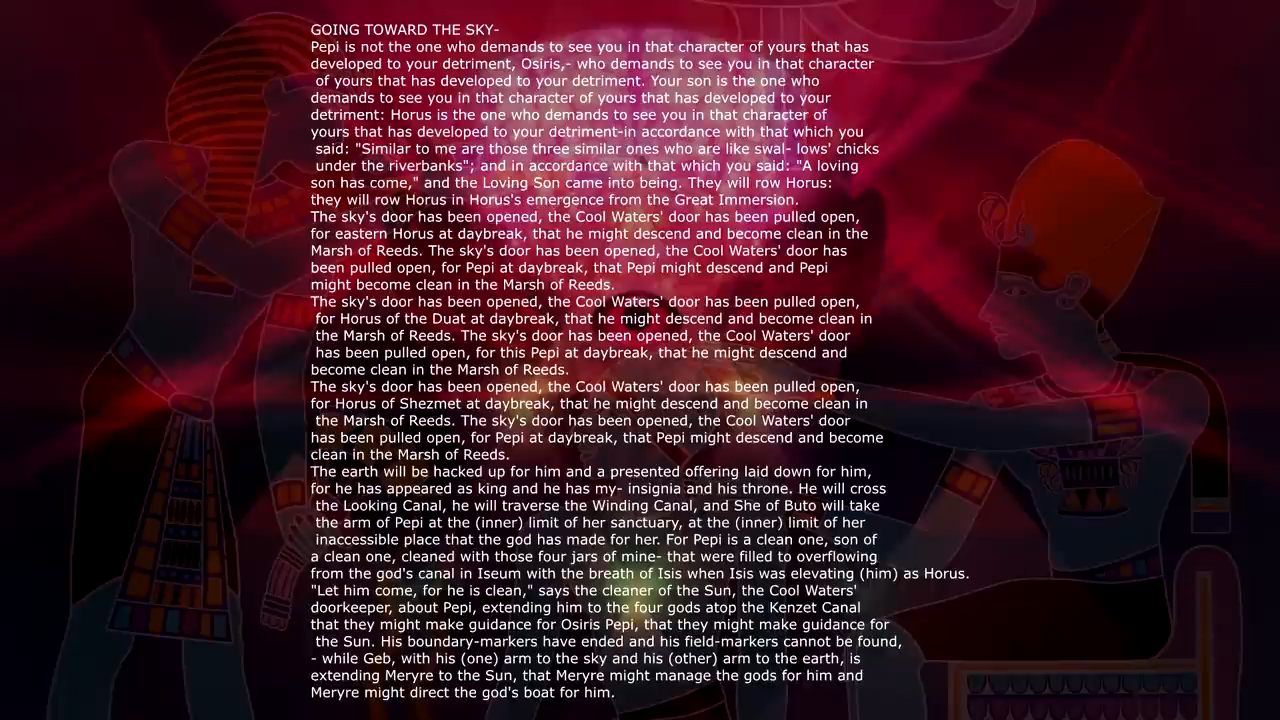 GOING TOWARD THE SKY-
Pepi is not the one who demands to see you in that character of yours that has
developed to your detriment, Osiris,- who demands to see you in that character
of yours that has developed to your detriment. Your son is the one who
demands to see you in that character of yours that has developed to your
detriment: Horus is the one who demands to see you in that character of
yours that has developed to your detriment-in accordance with that which you
said: "Similar to me are those three similar ones who are like swal- lows' chicks
under the riverbanks"; and in accordance with that which you said: "A loving
son has come," and the Loving Son came into being. They will row Horus:
they will row Horus in Horus's emergence from the Great Immersion.
The sky's door has been opened, the Cool Waters' door has been pulled open,
for eastern Horus at daybreak, that he might descend and become clean in the
Marsh of Reeds. The sky's door has been opened, the Cool Waters' door has
been pulled open, for Pepi at daybreak, that Pepi might descend and Pepi
might become clean in the Marsh of Reeds.
The sky's door has been opened, the Cool Waters' door has been pulled open,
for Horus of the Duat at daybreak, that he might descend and become clean in
the Marsh of Reeds. The sky's door has been opened, the Cool Waters' door
has been pulled open, for this Pepi at daybreak, that he might descend and
become clean in the Marsh of Reeds.
The sky's door has been opened, the Cool Waters' door has been pulled open,
for Horus of Shezmet at daybreak, that he might descend and become clean in
the Marsh of Reeds. The sky's door has been opened, the Cool Waters' door
has been pulled open, for Pepi at daybreak, that Pepi might descend and become
clean in the Marsh of Reeds.
The earth will be hacked up for him and a presented offering laid down for him,
for he has appeared as king and he has my- insignia and his throne. He will cross
the Looking Canal, he will traverse the Winding Canal, and She of Buto will take
the arm of Pepi at the (inner) limit of her sanctuary, at the (inner) limit of her
inaccessible place that the god has made for her. For Pepi is a clean one, son of
a clean one, cleaned with those four jars of mine- that were filled to overflowing
from the god's canal in Iseum with the breath of Isis when Isis was elevating (him) as Horus.
"Let him come, for he is clean," says the cleaner of the Sun, the Cool Waters'
doorkeeper, about Pepi, extending him to the four gods atop the Kenzet Canal
that they might make guidance for Osiris Pepi, that they might make guidance for
the Sun. His boundary-markers have ended and his field-markers cannot be found,
- while Geb, with his (one) arm to the sky and his (other) arm to the earth, is
extending Meryre to the Sun, that Meryre might manage the gods for him and
Meryre might direct the god's boat for him.